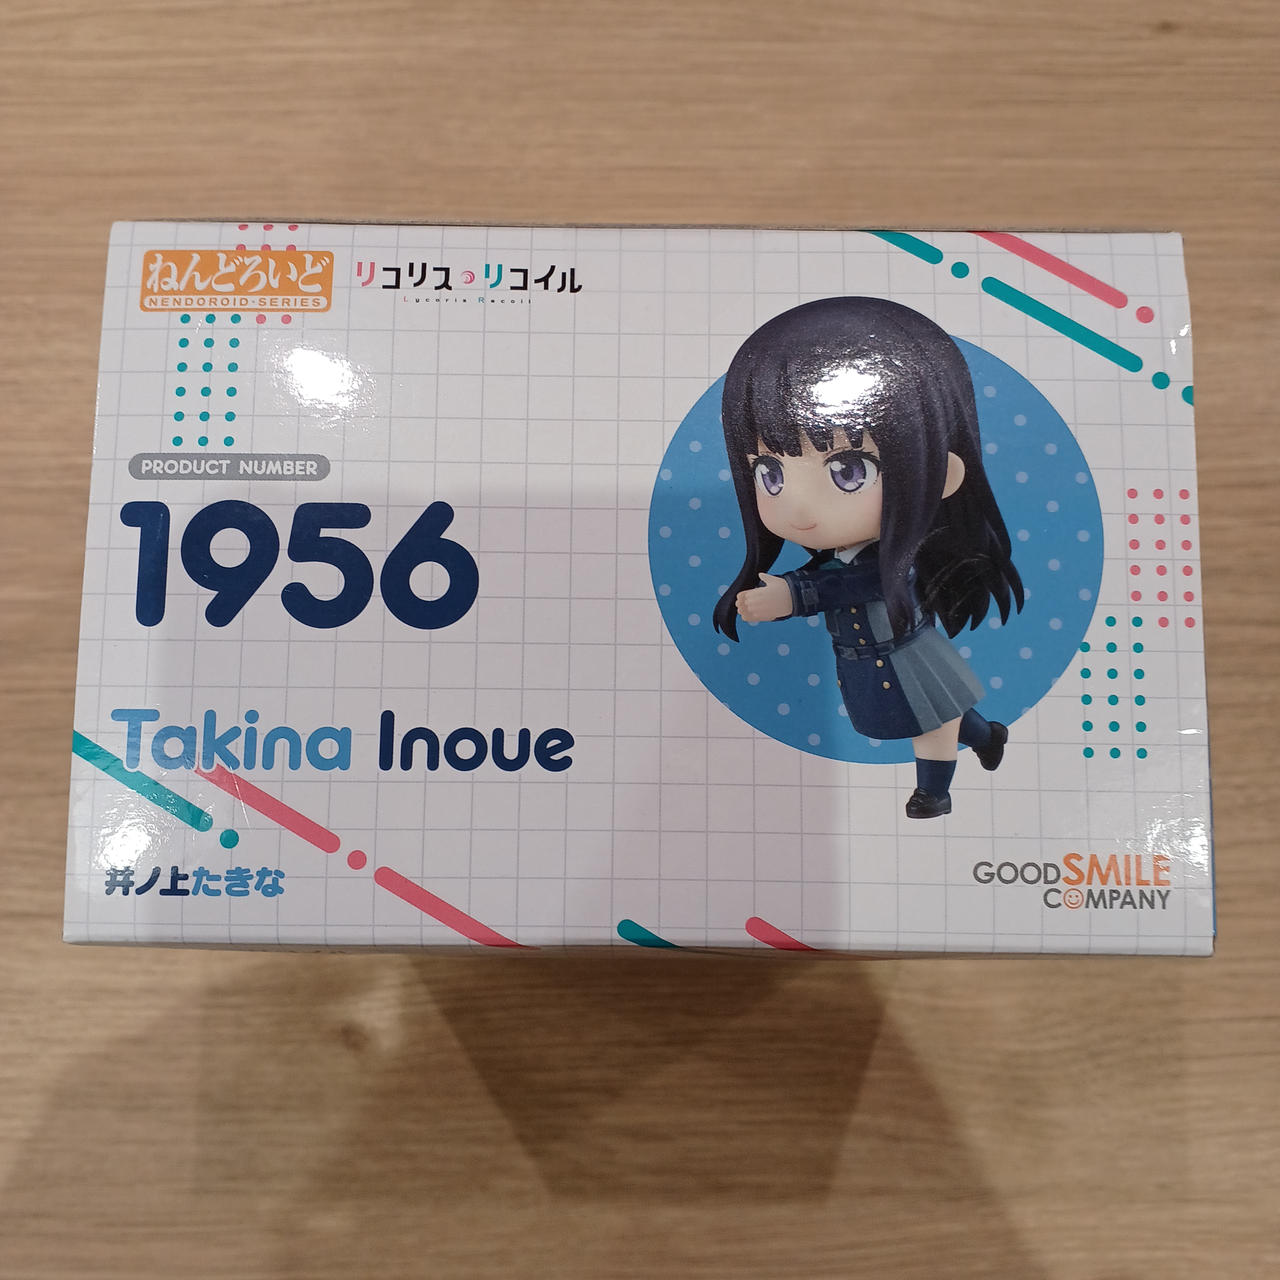 ねんどろいど
NENDOROID·SERIES
リコリス・リコイル
Lycoris Recoil
PRODUCT NUMBER
1956
Takina Inoue
井ノ上たきな
GOOD SMILE
COMPANY